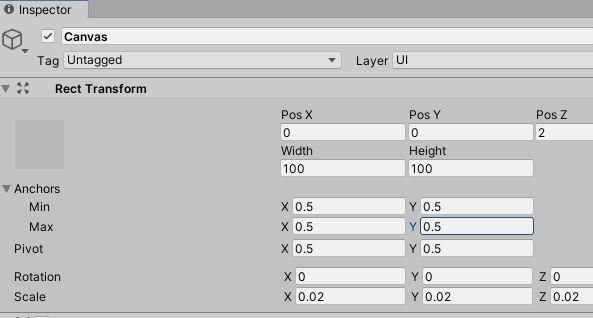 Inspector
Canvas
Tag Untagged Layer UI
Rect Transform
Pos X Pos Y Pos Z
0 0 2
Width Height
100 100
Anchors
Min X 0.5 Y 0.5
Max X 0.5 Y 0.5
Pivot X 0.5 Y 0.5
Rotation X 0 Y 0 Z 0
Scale X 0.02 Y 0.02 Z 0.02